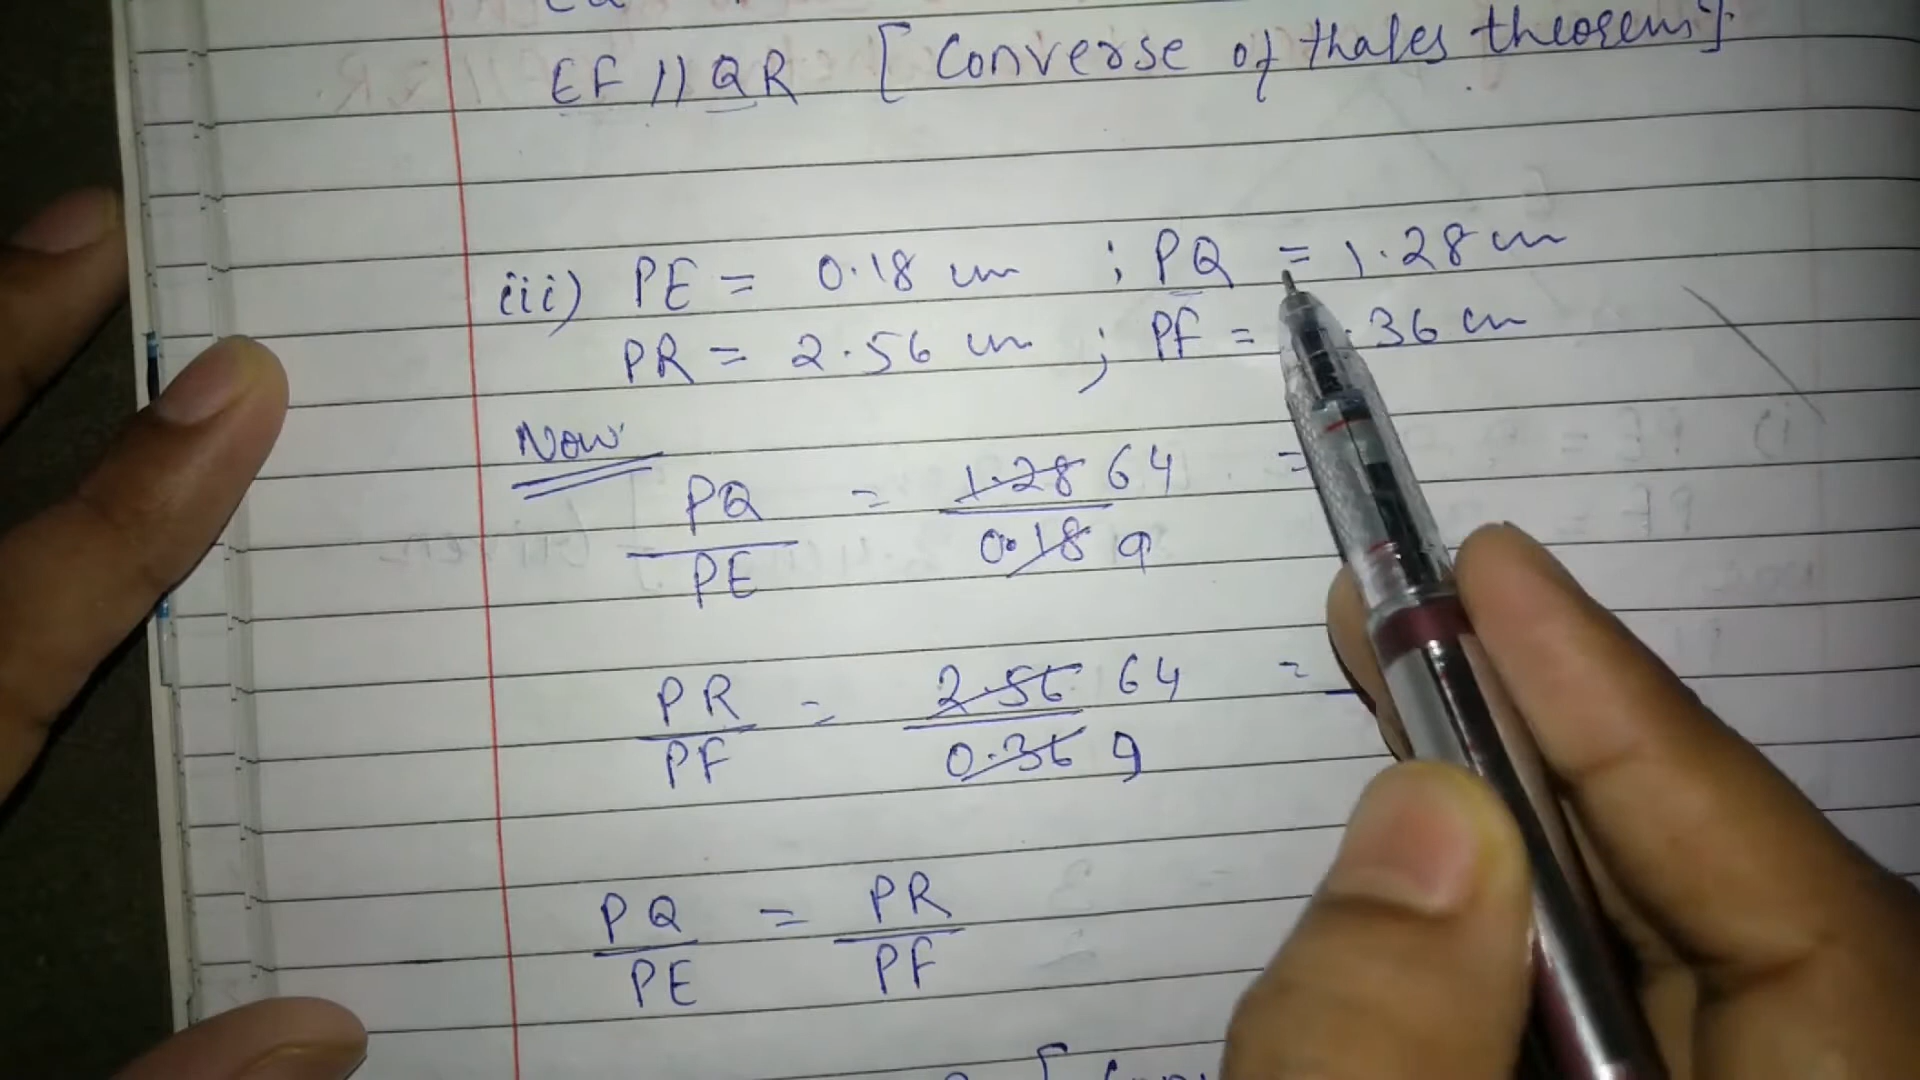 EF || QR [Converse of thales theorem].
iii) PE = 0.18 cm ; PQ = 1.28 cm
PR = 2.56 cm ; PF = .36 cm
Now
PQ/PE = 1.28 64 / 0.18 9 =
PR/PF = 2.56 64 / 0.36 9 =
PQ/PE = PR/PF